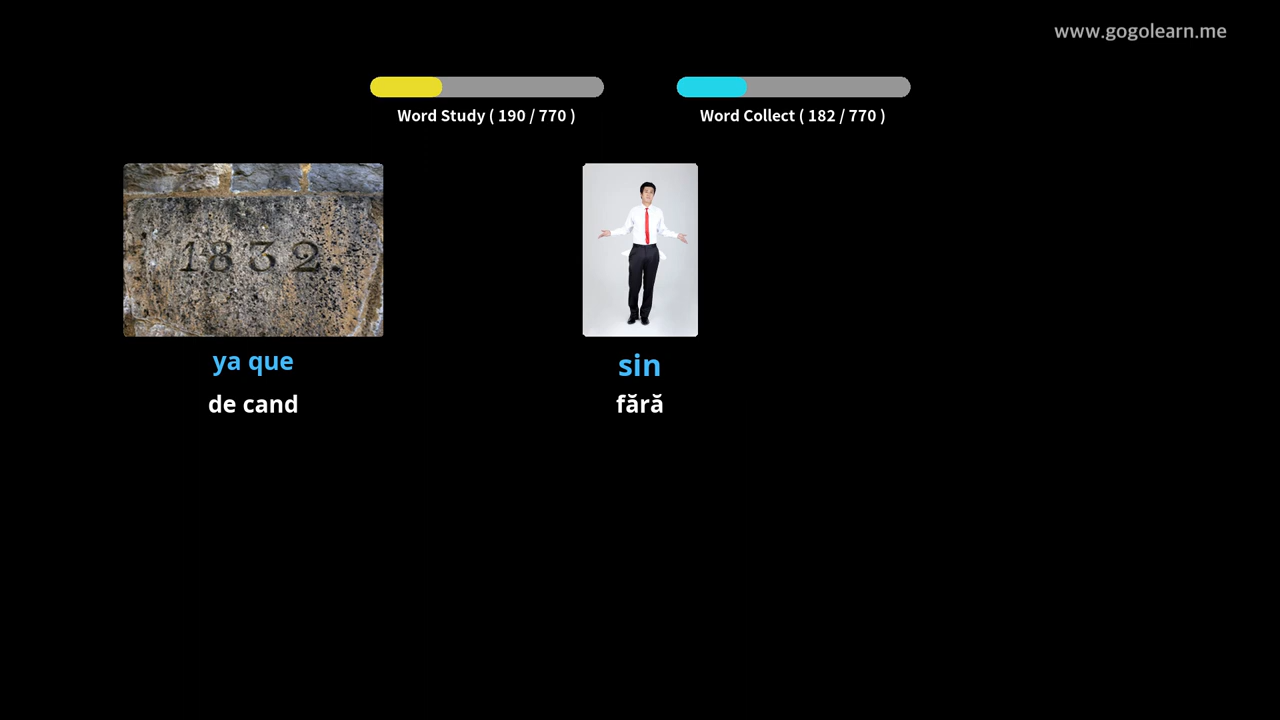 www.gogolearn.me
Word Study ( 190 / 770 )
Word Collect ( 182 / 770 )
1832.
ya que
de cand
sin
fără